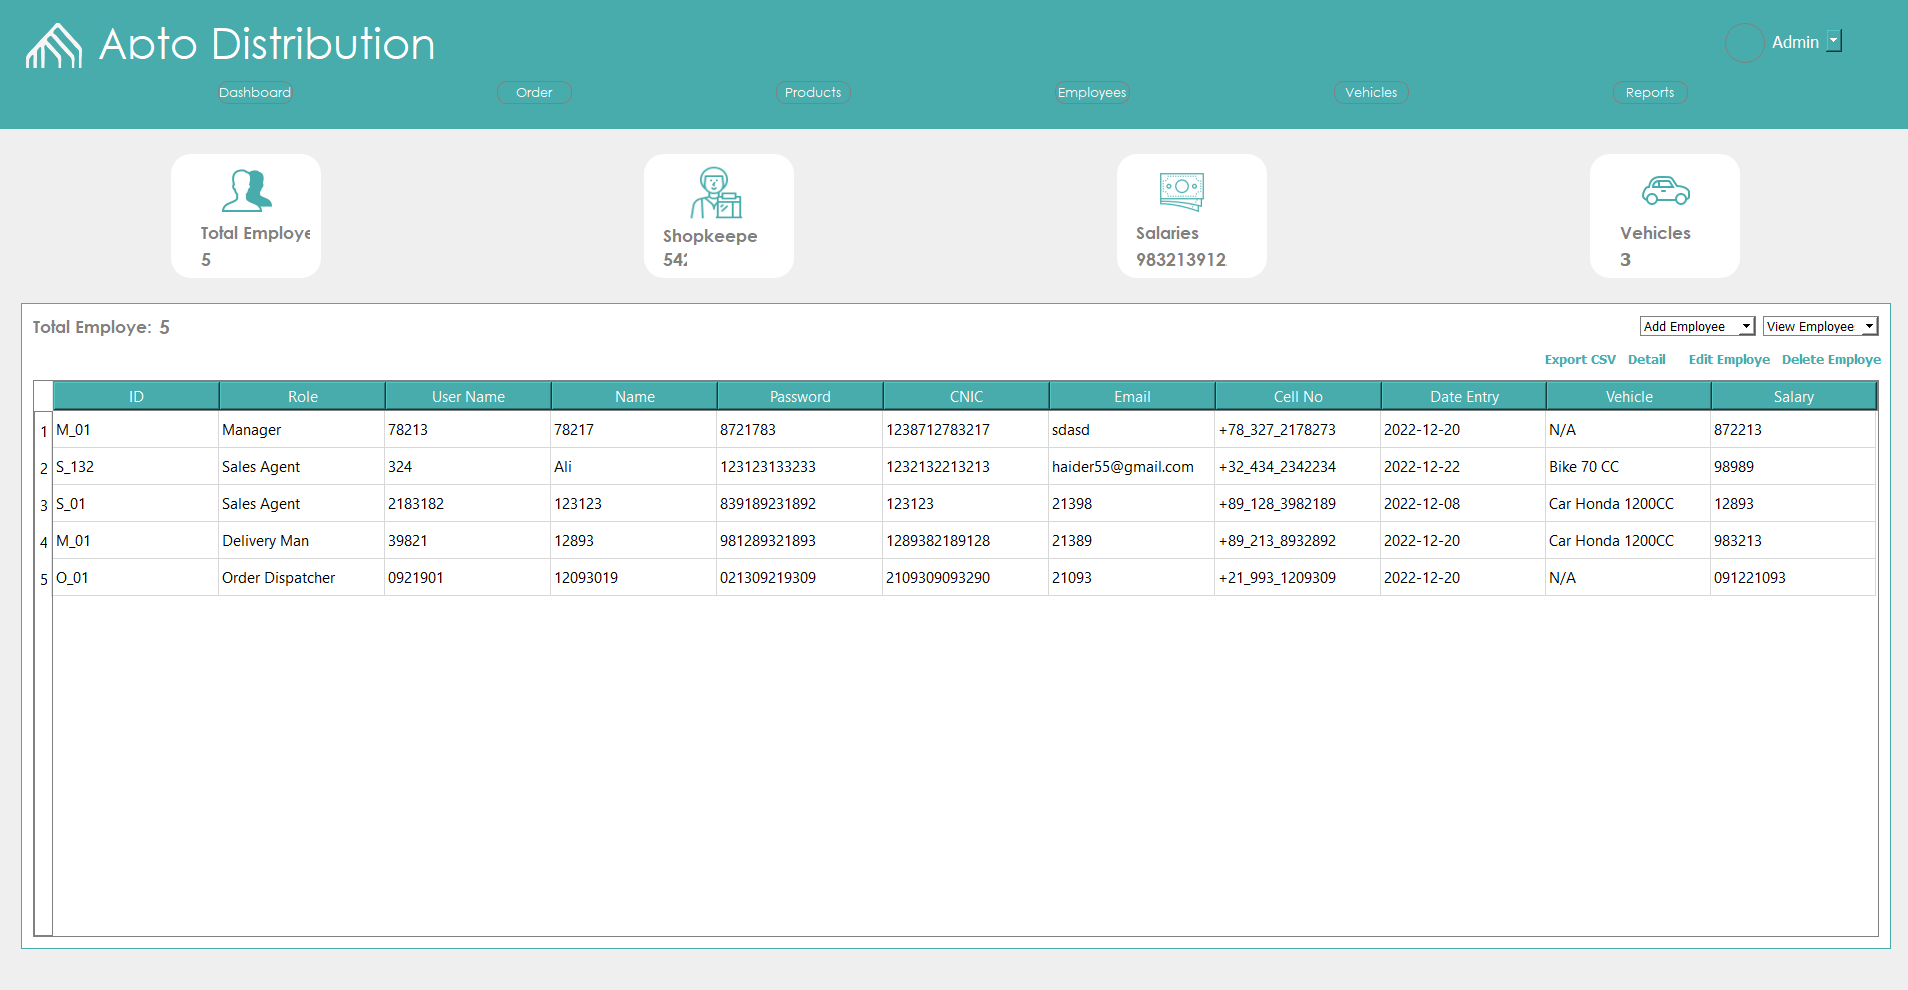 Apto Distribution
Admin
Dashboard Order Products Employees Vehicles Reports
Total Employe Shopkeepe Salaries Vehicles
5 542 983213912 3
Total Employe: 5
Add Employee View Employee
Export CSV Detail Edit Employe Delete Employe
ID Role User Name Name Password CNIC Email Cell No Date Entry Vehicle Salary
1 M_01 Manager 78213 78217 8721783 1238712783217 sdasd +78_327_2178273 2022-12-20 N/A 872213
2 S_132 Sales Agent 324 Ali 123123133233 1232132213213 haider55@gmail.com +32_434_2342234 2022-12-22 Bike 70 CC 98989
3 S_01 Sales Agent 2183182 123123 839189231892 123123 21398 +89_128_3982189 2022-12-08 Car Honda 1200CC 12893
4 M_01 Delivery Man 39821 12893 981289321893 1289382189128 21389 +89_213_8932892 2022-12-20 Car Honda 1200CC 983213
5 O_01 Order Dispatcher 0921901 12093019 021309219309 2109309093290 21093 +21_993_1209309 2022-12-20 N/A 091221093